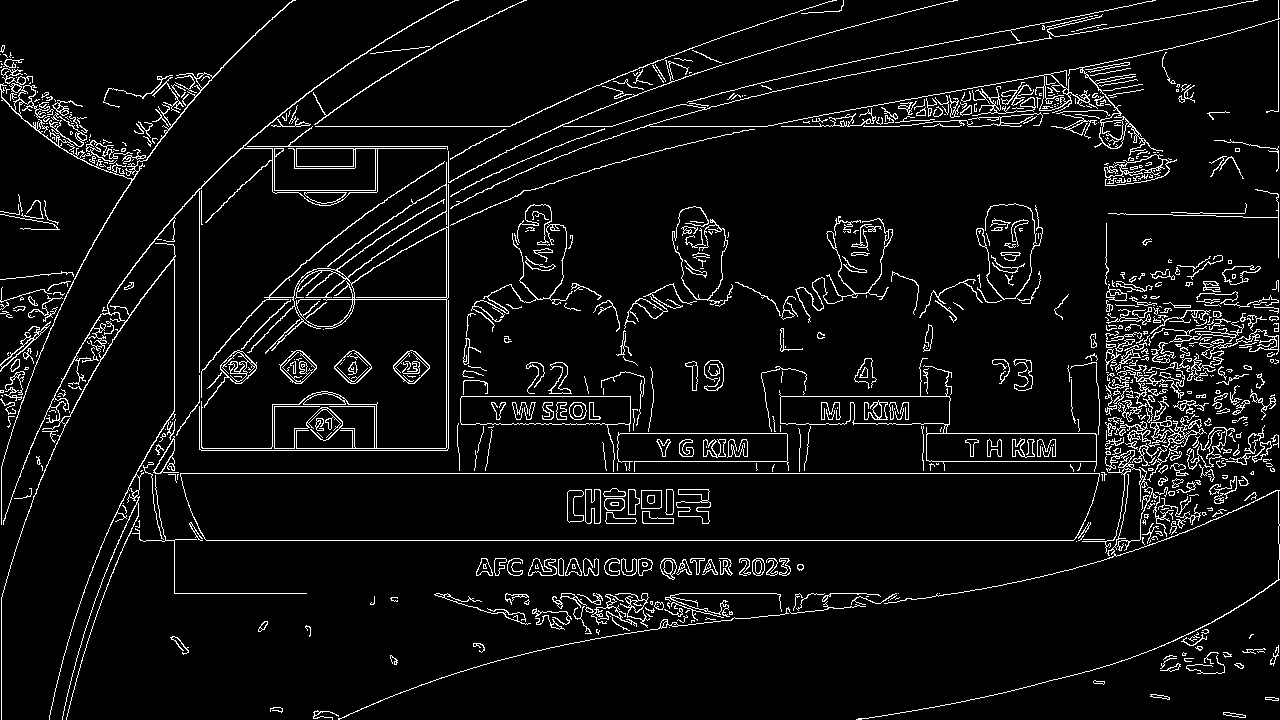 22 19 4 23
21
22 19 4 23
Y W SEOL
M J KIM
Y G KIM
T H KIM
대한민국
AFC ASIAN CUP QATAR 2023